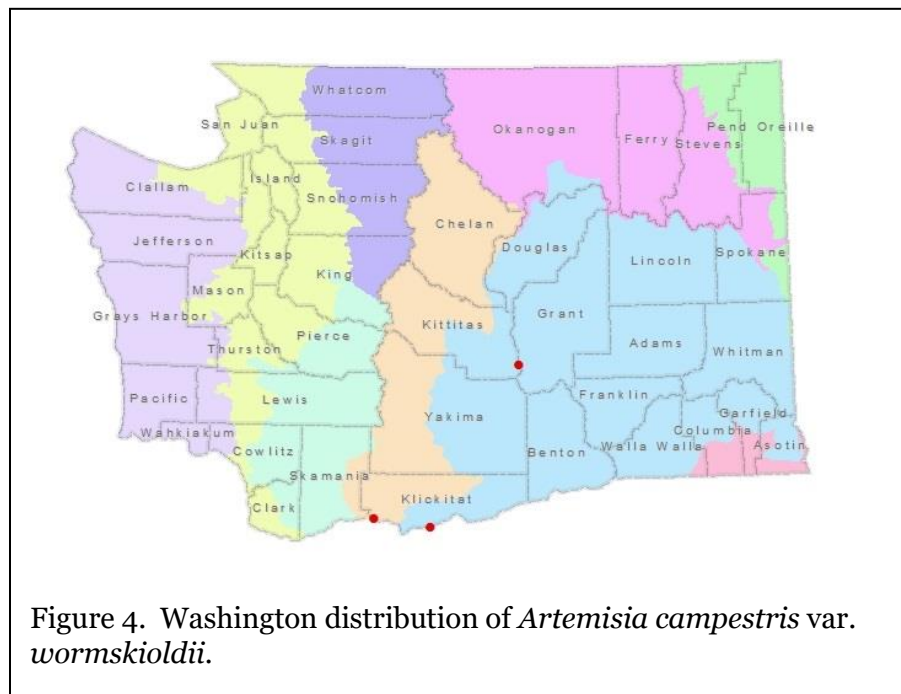 Whatcom
San Juan
Skagit
Okanogan
Ferry
Stevens
Pend Oreille
Clallam
Island
Snohomish
Chelan
Jefferson
Kitsap
King
Douglas
Lincoln
Spokane
Mason
Grays Harbor
Kittitas
Grant
Thurston
Pierce
Adams
Whitman
Pacific
Lewis
Yakima
Franklin
Garfield
Wahkiakum
Columbia
Cowlitz
Skamania
Benton
Walla Walla
Asotin
Clark
Klickitat
Figure 4. Washington distribution of Artemisia campestris var.
wormskioldii.